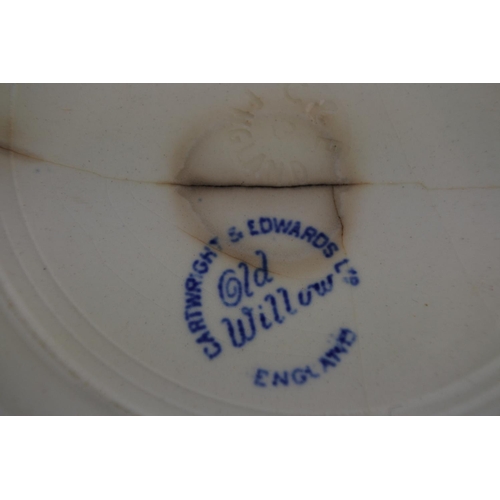 CARTWRIGHT & EDWARDS LTD
Old
Willow
ENGLAND